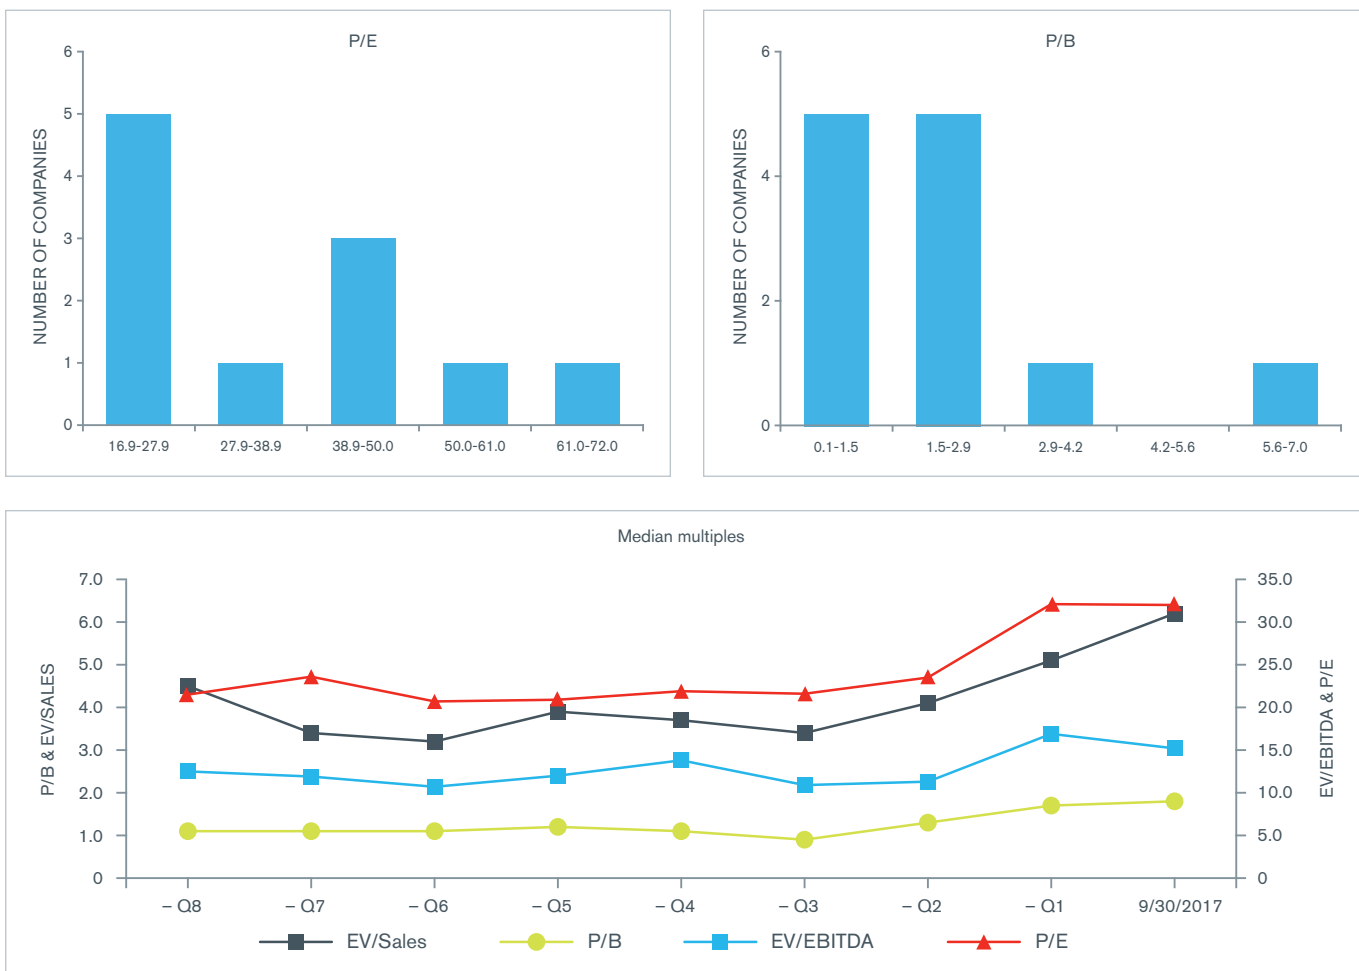 P/E
6
5
4
3
2
1
0
NUMBER OF COMPANIES
16.9-27.9 27.9-38.9 38.9-50.0 50.0-61.0 61.0-72.0
P/B
6
4
2
0
NUMBER OF COMPANIES
0.1-1.5 1.5-2.9 2.9-4.2 4.2-5.6 5.6-7.0
Median multiples
7.0 35.0
6.0 30.0
5.0 25.0
4.0 20.0
3.0 15.0
2.0 10.0
1.0 5.0
0 0
P/B & EV/SALES
EV/EBITDA & P/E
– Q8 – Q7 – Q6 – Q5 – Q4 – Q3 – Q2 – Q1 9/30/2017
EV/Sales P/B EV/EBITDA P/E